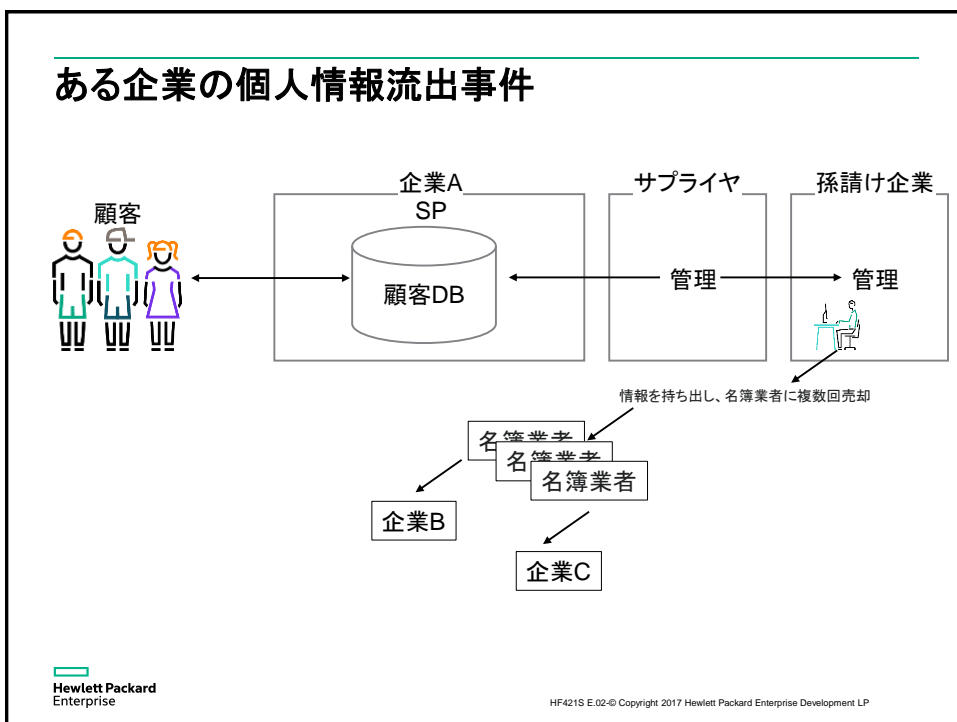 ある企業の個人情報流出事件
企業A
サプライヤ
孫請け企業
顧客
SP
顧客DB
管理
管理
情報を持ち出し、名簿業者に複数回売却
名簿業者
名簿業者
名簿業者
企業B
企業C
Hewlett Packard
Enterprise
HF421S E.02-© Copyright 2017 Hewlett Packard Enterprise Development LP